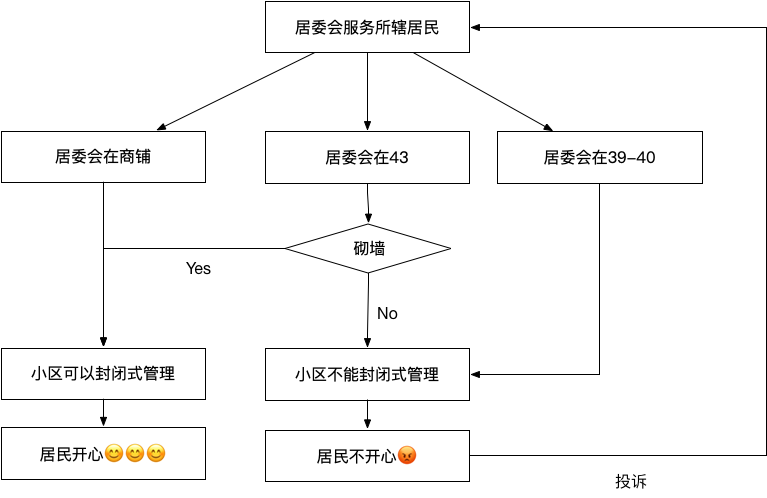 居委会服务所辖居民
居委会在商铺
居委会在43
居委会在39-40
砌墙
Yes
No
小区可以封闭式管理
小区不能封闭式管理
居民开心😊😊😊
居民不开心😡
投诉